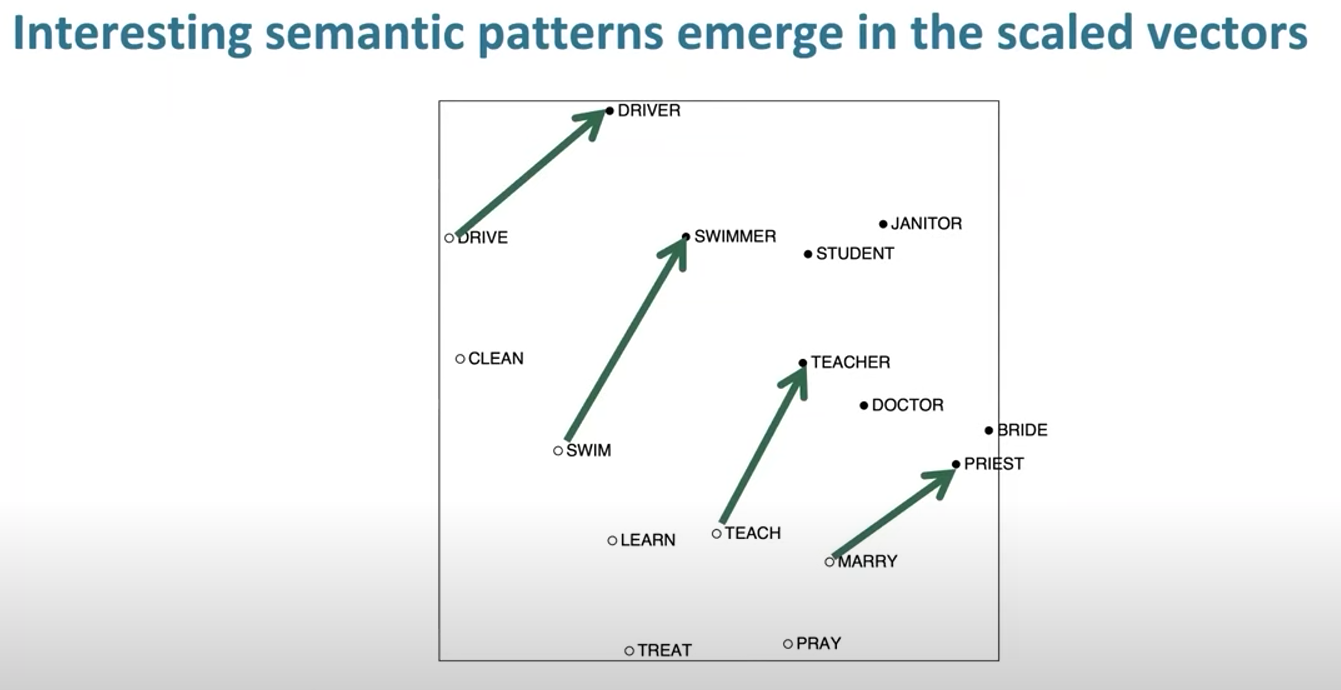 Interesting semantic patterns emerge in the scaled vectors
DRIVER
JANITOR
DRIVE
SWIMMER
STUDENT
CLEAN
TEACHER
DOCTOR
BRIDE
SWIM
PRIEST
LEARN
TEACH
MARRY
TREAT
PRAY